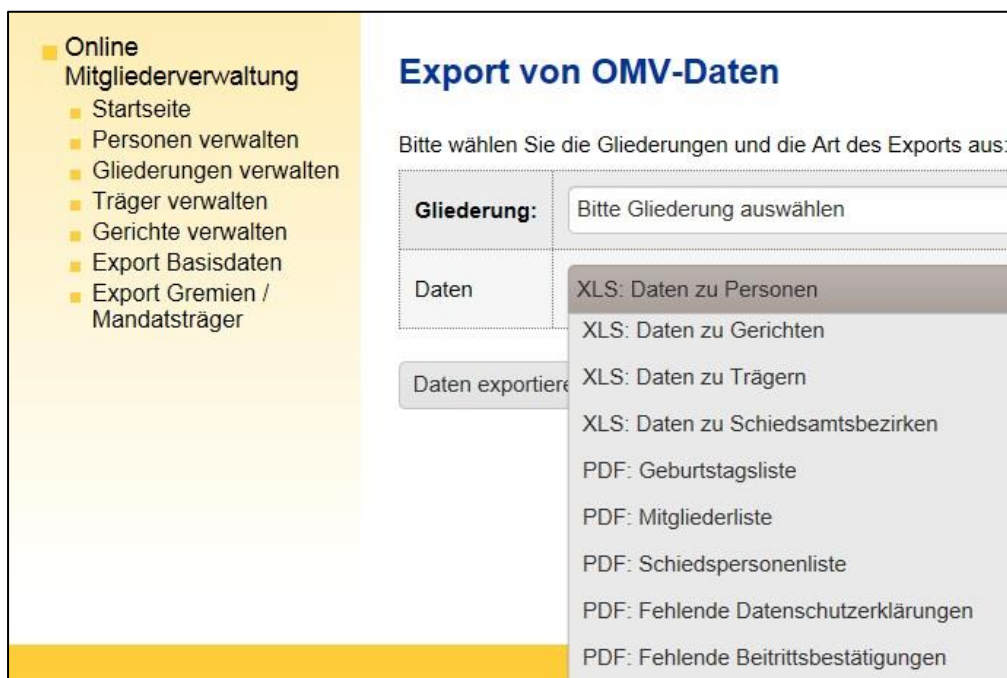 Online
Mitgliederverwaltung
Startseite
Personen verwalten
Gliederungen verwalten
Träger verwalten
Gerichte verwalten
Export Basisdaten
Export Gremien /
Mandatsträger
Export von OMV-Daten
Bitte wählen Sie die Gliederungen und die Art des Exports aus:
Gliederung: Bitte Gliederung auswählen
Daten XLS: Daten zu Personen
XLS: Daten zu Gerichten
Daten exportiere
XLS: Daten zu Trägern
XLS: Daten zu Schiedsamtsbezirken
PDF: Geburtstagsliste
PDF: Mitgliederliste
PDF: Schiedspersonenliste
PDF: Fehlende Datenschutzerklärungen
PDF: Fehlende Beitrittsbestätigungen